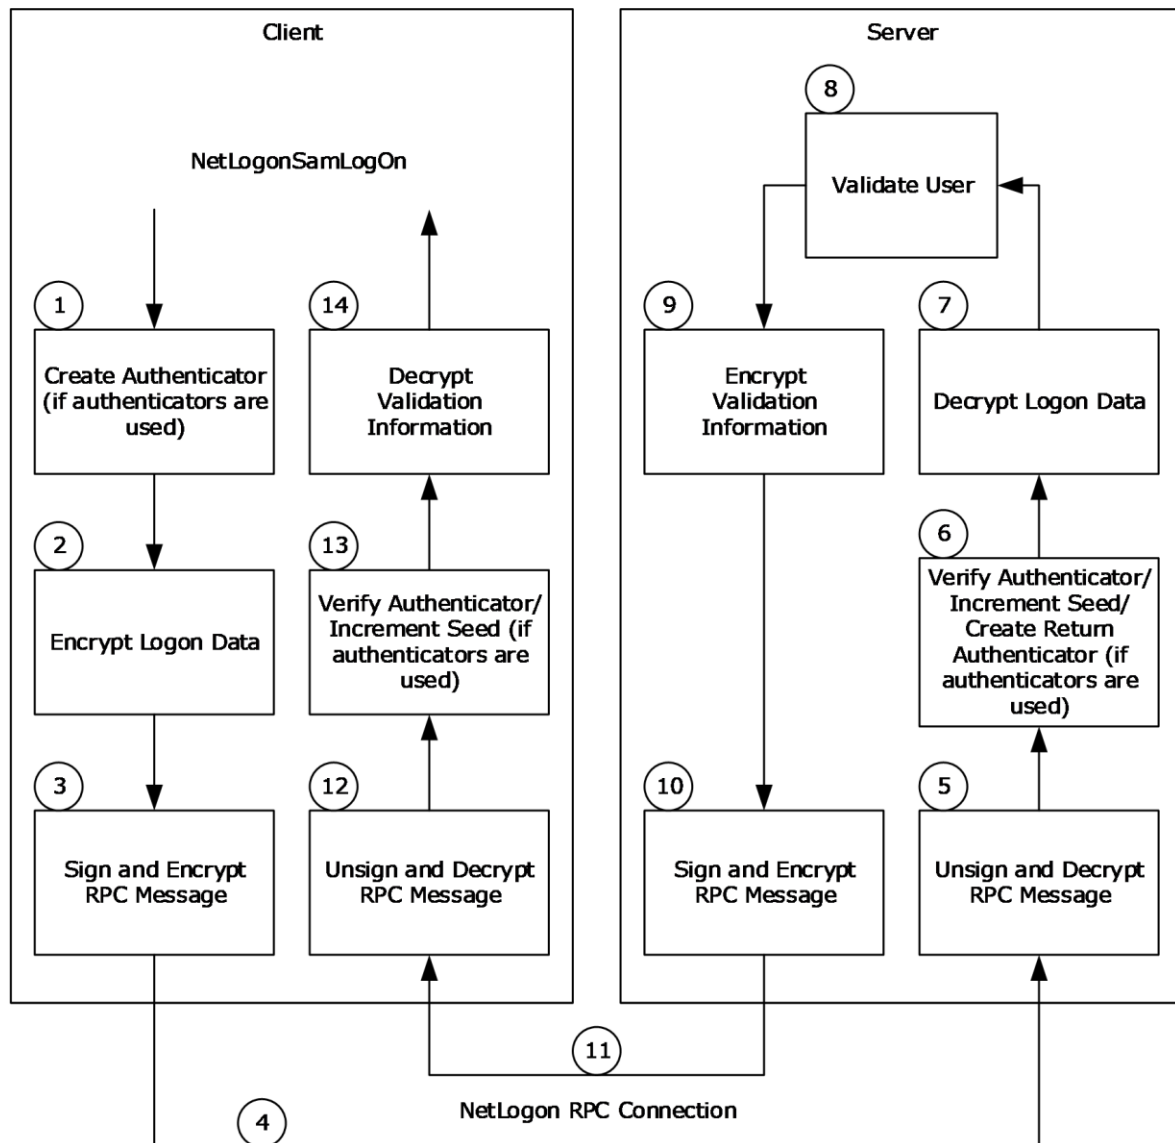 Client
NetLogonSamLogOn
1
Create Authenticator
(if authenticators are
used)
2
Encrypt Logon Data
3
Sign and Encrypt
RPC Message
14
Decrypt
Validation
Information
13
Verify Authenticator/
Increment Seed (if
authenticators are
used)
12
Unsign and Decrypt
RPC Message
Server
8
Validate User
9
Encrypt
Validation
Information
10
Sign and Encrypt
RPC Message
7
Decrypt Logon Data
6
Verify Authenticator/
Increment Seed/
Create Return
Authenticator (if
authenticators are
used)
5
Unsign and Decrypt
RPC Message
11
NetLogon RPC Connection
4